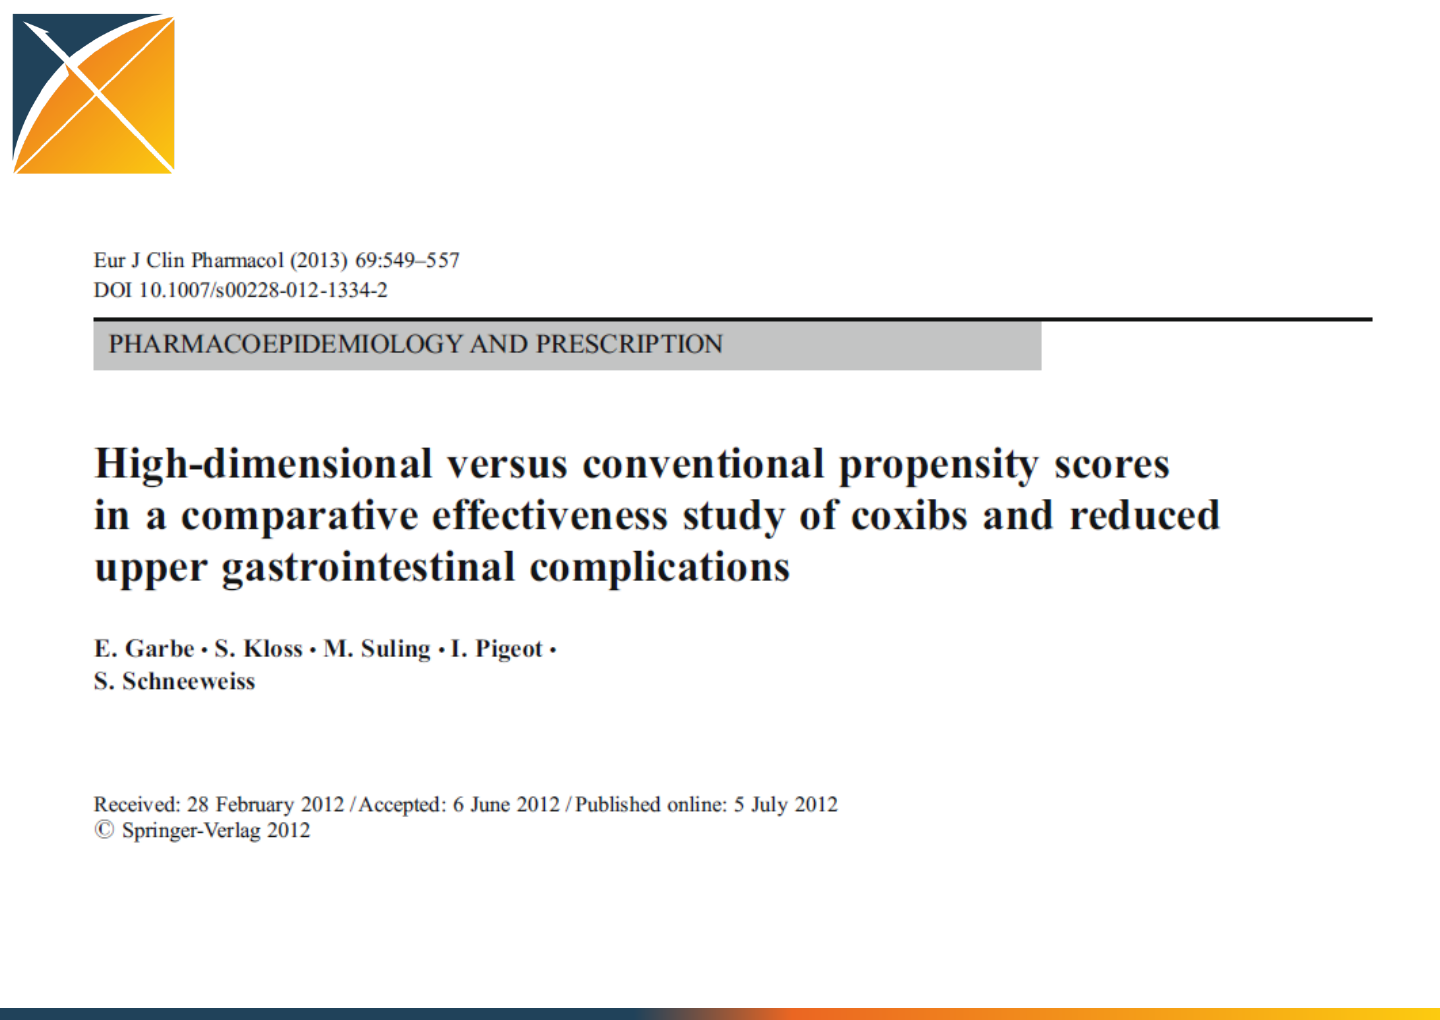 Eur J Clin Pharmacol (2013) 69:549–557
DOI 10.1007/s00228-012-1334-2
PHARMACOEPIDEMIOLOGY AND PRESCRIPTION
High-dimensional versus conventional propensity scores
in a comparative effectiveness study of coxibs and reduced
upper gastrointestinal complications
E. Garbe · S. Kloss · M. Suling · I. Pigeot ·
S. Schneeweiss
Received: 28 February 2012 / Accepted: 6 June 2012 / Published online: 5 July 2012
© Springer-Verlag 2012